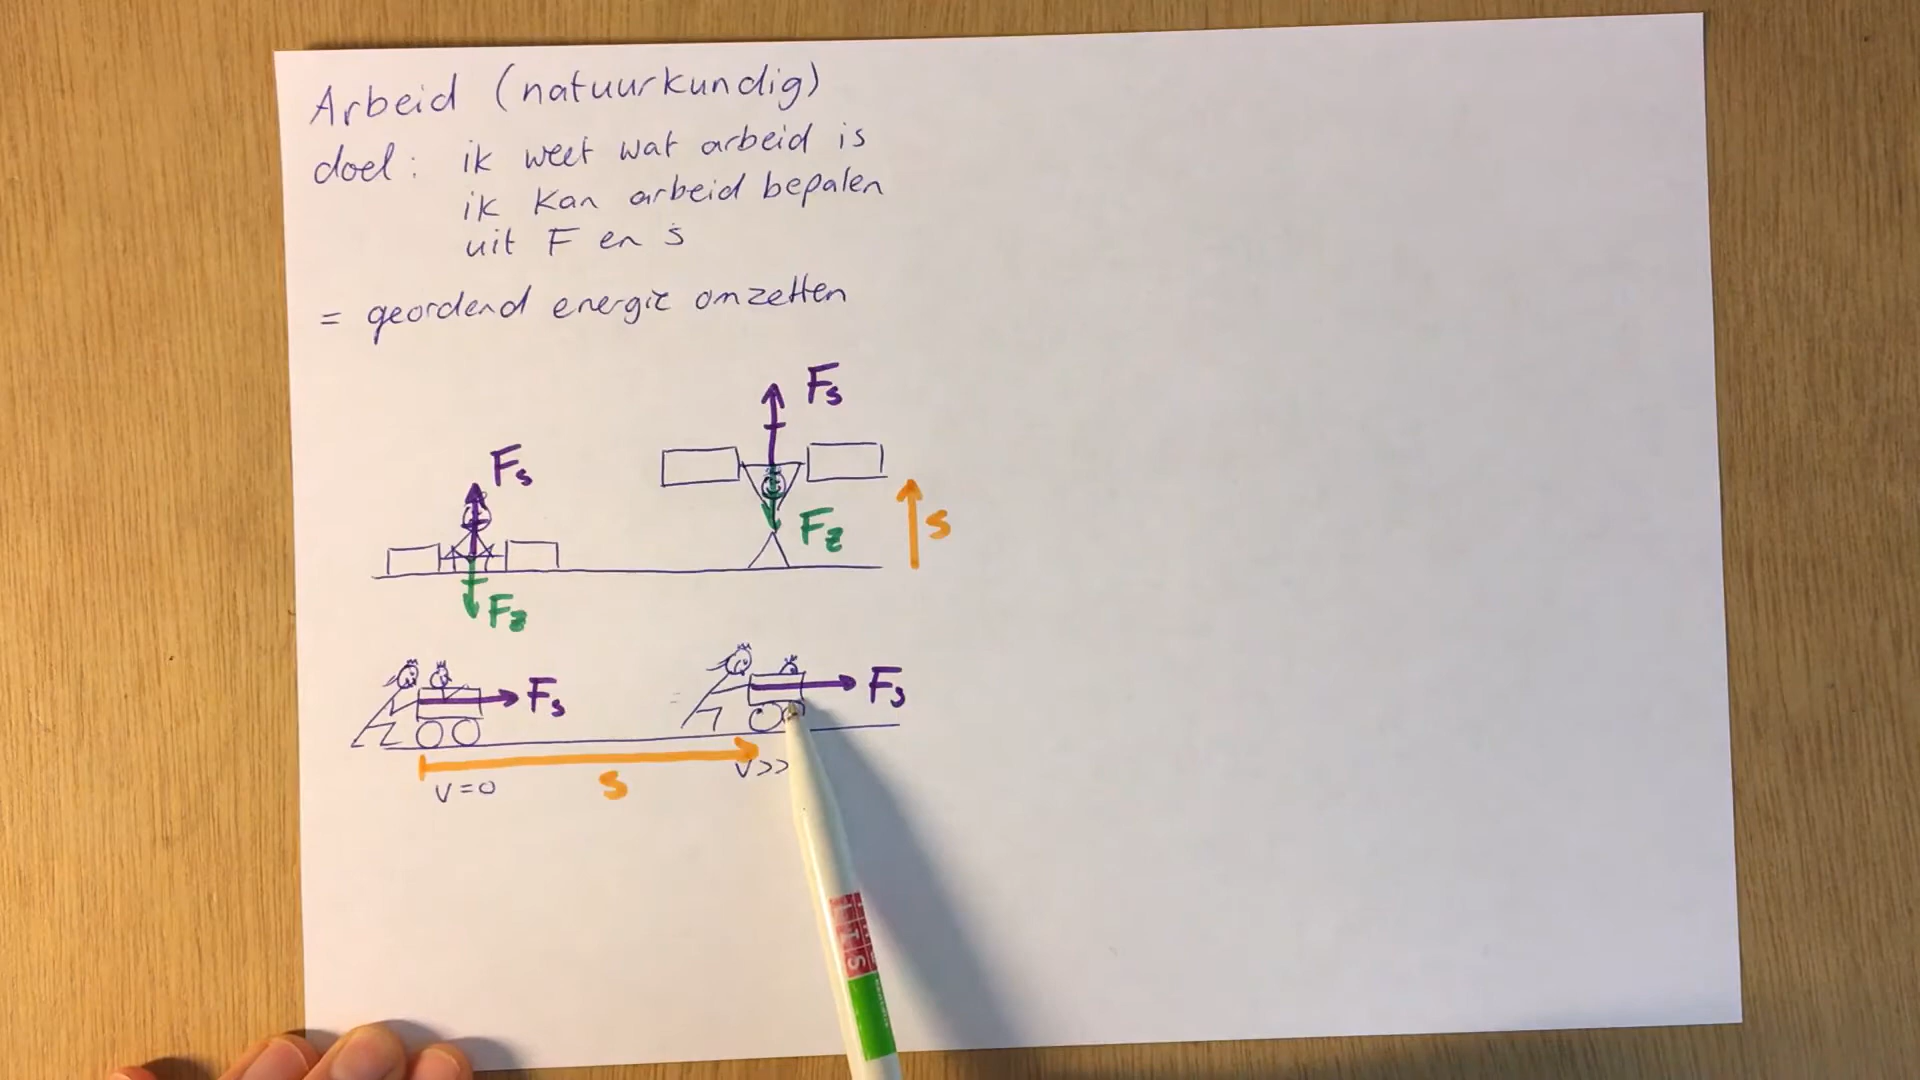 Arbeid (natuurkundig)
doel: ik weet wat arbeid is
ik kan arbeid bepalen
uit F en s
= geordend energie omzetten
Fs
Fs
Fz
s
Fz
Fs
Fs
s
v=0
v>>